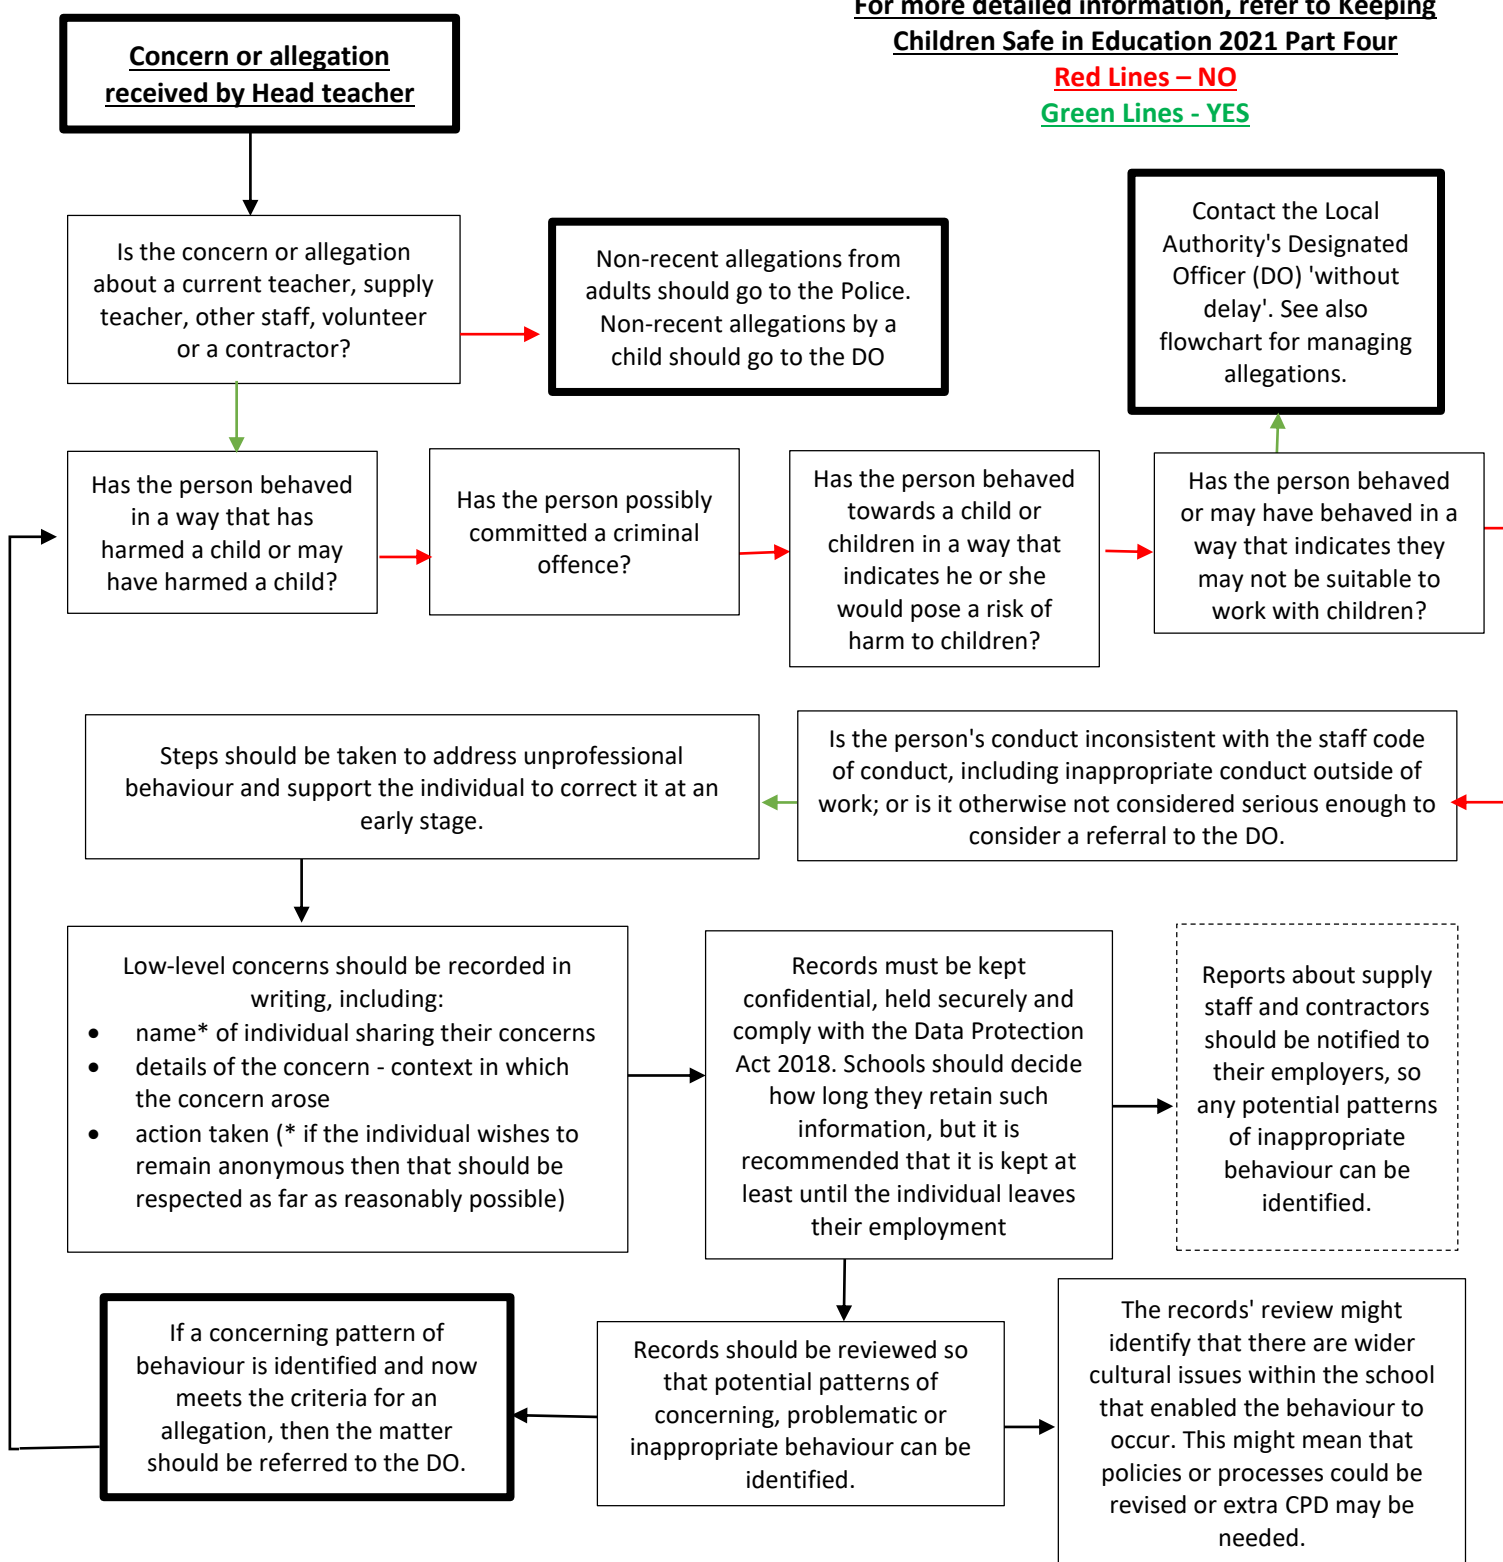 For more detailed information, refer to Keeping
Children Safe in Education 2021 Part Four
Red Lines – NO
Green Lines - YES
Concern or allegation
received by Head teacher
Is the concern or allegation
about a current teacher, supply
teacher, other staff, volunteer
or a contractor?
Non-recent allegations from
adults should go to the Police.
Non-recent allegations by a
child should go to the DO
Contact the Local
Authority's Designated
Officer (DO) 'without
delay'. See also
flowchart for managing
allegations.
Has the person behaved
in a way that has
harmed a child or may
have harmed a child?
Has the person possibly
committed a criminal
offence?
Has the person behaved
towards a child or
children in a way that
indicates he or she
would pose a risk of
harm to children?
Has the person behaved
or may have behaved in a
way that indicates they
may not be suitable to
work with children?
Is the person's conduct inconsistent with the staff code
of conduct, including inappropriate conduct outside of
work; or is it otherwise not considered serious enough to
consider a referral to the DO.
Steps should be taken to address unprofessional
behaviour and support the individual to correct it at an
early stage.
Low-level concerns should be recorded in
writing, including:
• name* of individual sharing their concerns
• details of the concern - context in which
the concern arose
• action taken (* if the individual wishes to
remain anonymous then that should be
respected as far as reasonably possible)
Records must be kept
confidential, held securely and
comply with the Data Protection
Act 2018. Schools should decide
how long they retain such
information, but it is
recommended that it is kept at
least until the individual leaves
their employment
Reports about supply
staff and contractors
should be notified to
their employers, so
any potential patterns
of inappropriate
behaviour can be
identified.
If a concerning pattern of
behaviour is identified and now
meets the criteria for an
allegation, then the matter
should be referred to the DO.
Records should be reviewed so
that potential patterns of
concerning, problematic or
inappropriate behaviour can be
identified.
The records' review might
identify that there are wider
cultural issues within the school
that enabled the behaviour to
occur. This might mean that
policies or processes could be
revised or extra CPD may be
needed.